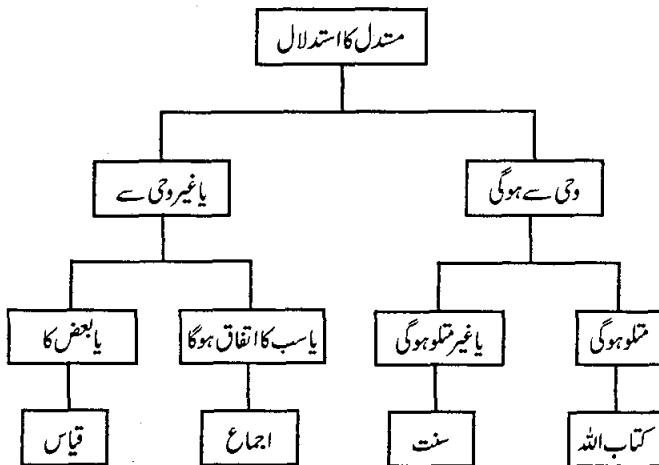 مستدل کا استدلال
وحی سے ہوگی
یا غیر وحی سے
متلو ہوگی
یا غیر متلو ہوگی
یا سب کا اتفاق ہوگا
یا بعض کا
کتاب اللہ
سنت
اجماع
قیاس